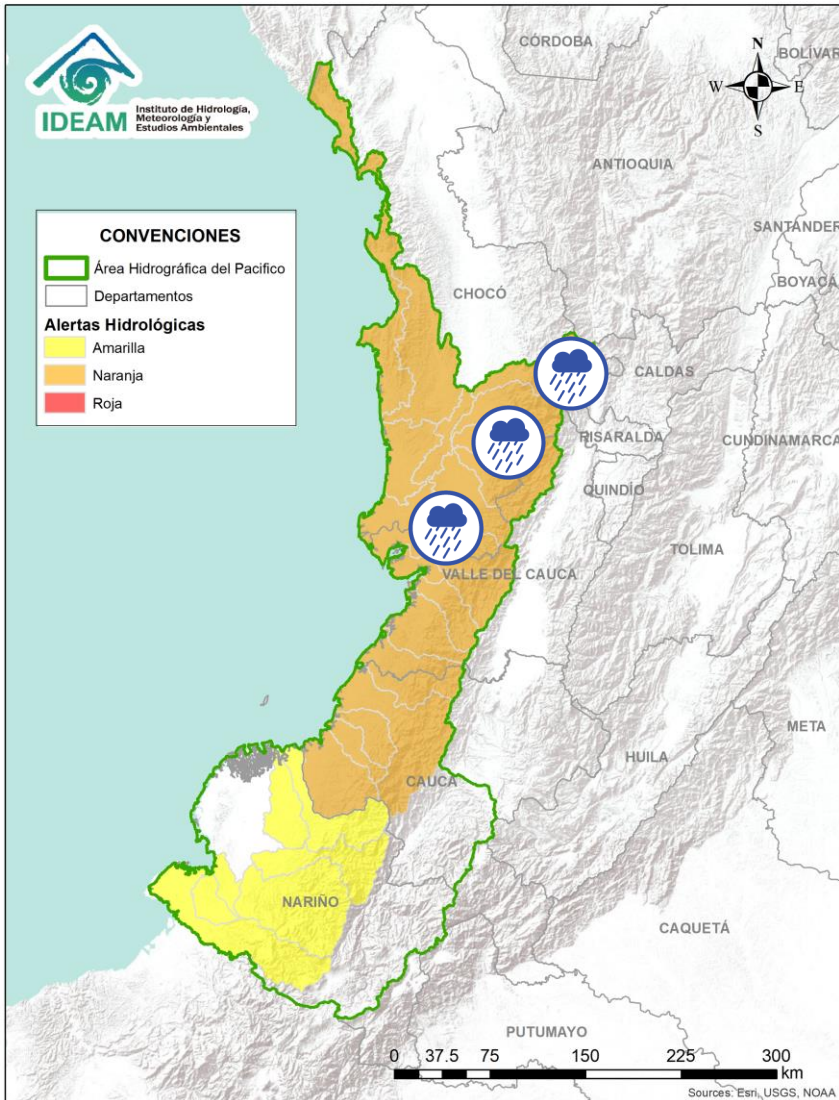 IDEAM
Instituto de Hidrología,
Meteorología y
Estudios Ambientales
CONVENCIONES
Área Hidrográfica del Pacifico
Departamentos
Alertas Hidrológicas
Amarilla
Naranja
Roja
N
W
E
S
CÓRDOBA
BOLÍVAR
ANTIOQUIA
SANTANDER
BOYACÁ
CHOCÓ
CALDAS
RISARALDA
CUNDINAMARCA
QUINDÍO
TOLIMA
VALLE DEL CAUCA
META
HUILA
CAUCA
NARIÑO
CAQUETÁ
PUTUMAYO
0 37.5 75 150 225 300
km
Sources: Esri, USGS, NOAA